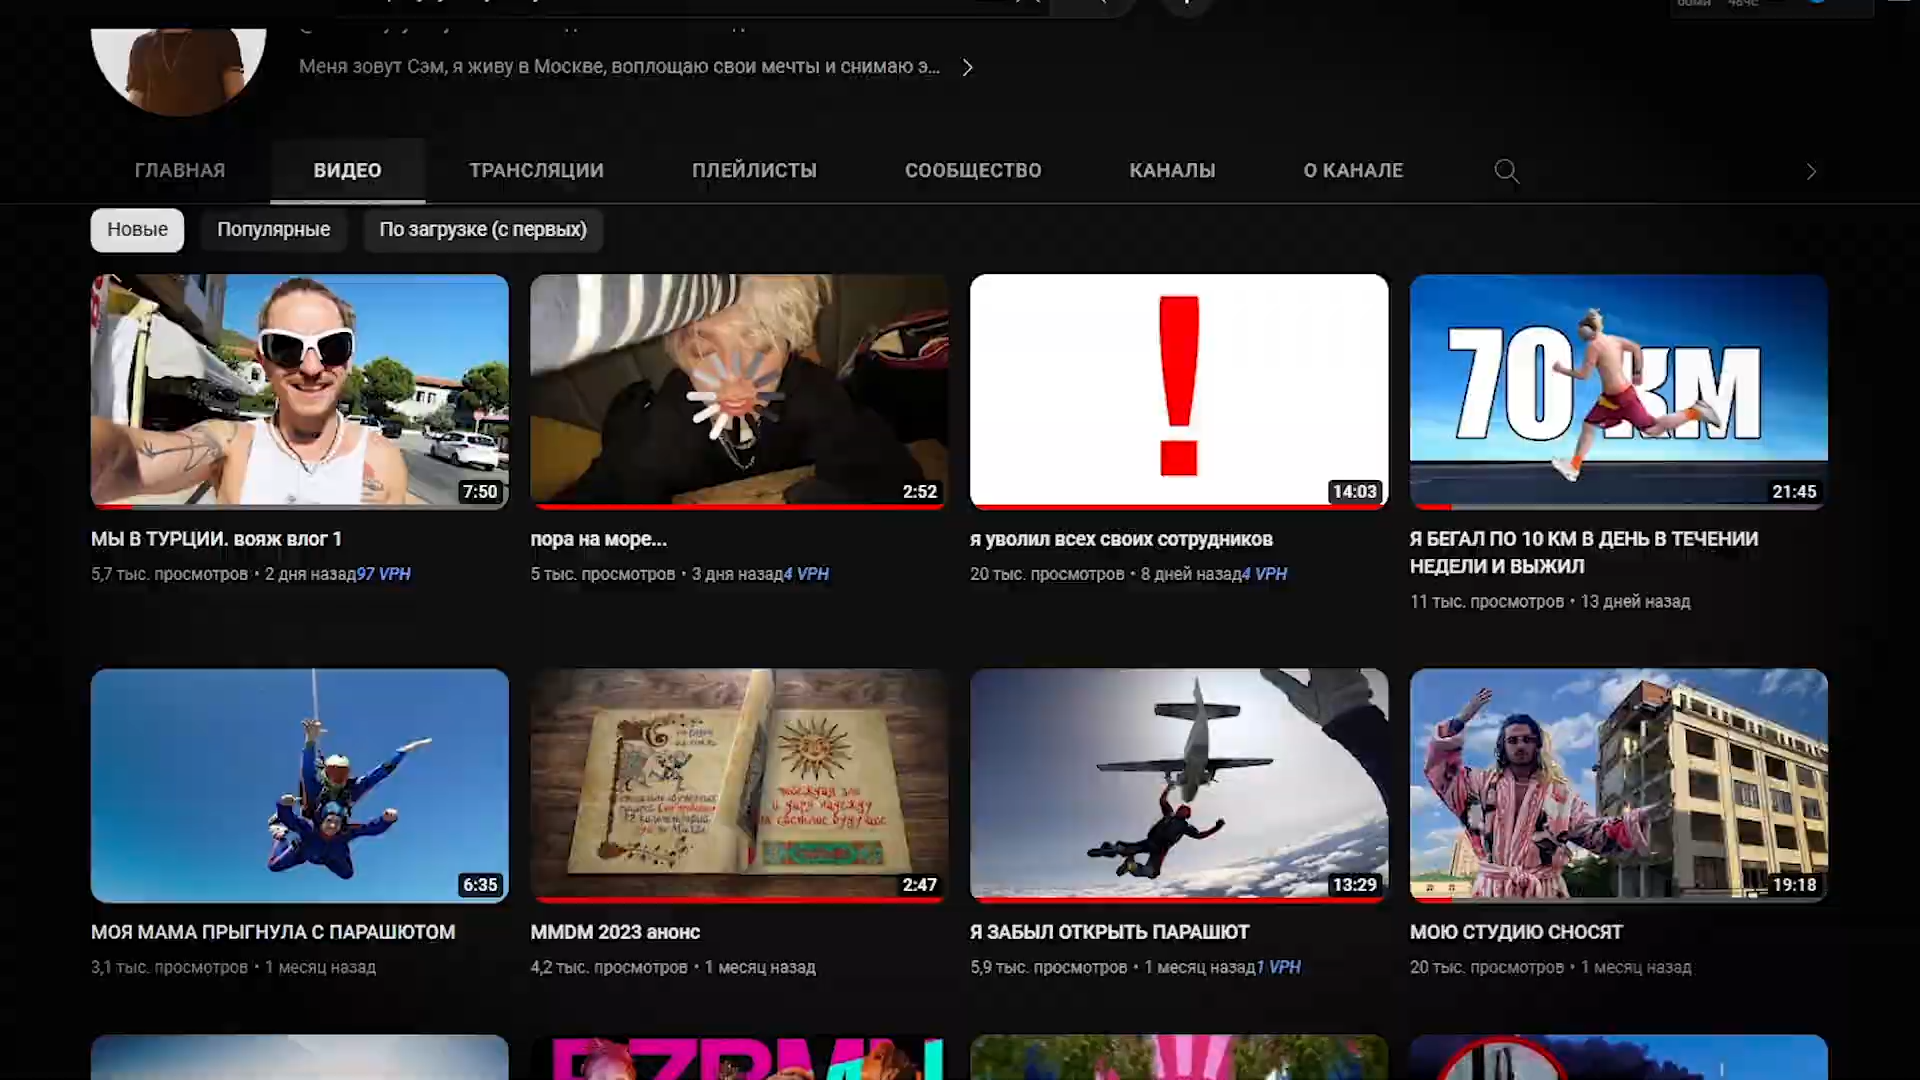 Меня зовут Сэм, я живу в Москве, воплощаю свои мечты и снимаю э...
ГЛАВНАЯ ВИДЕО ТРАНСЛЯЦИИ ПЛЕЙЛИСТЫ СООБЩЕСТВО КАНАЛЫ О КАНАЛЕ
Новые Популярные По загрузке (с первых)
70 КМ
7:50 2:52 14:03 21:45
МЫ В ТУРЦИИ. вояж влог 1
5,7 тыс. просмотров • 2 дня назад97 VPH
пора на море...
5 тыс. просмотров • 3 дня назад4 VPH
я уволил всех своих сотрудников
20 тыс. просмотров • 8 дней назад4 VPH
Я БЕГАЛ ПО 10 КМ В ДЕНЬ В ТЕЧЕНИИ
НЕДЕЛИ И ВЫЖИЛ
11 тыс. просмотров • 13 дней назад
6:35 2:47 13:29 19:18
МОЯ МАМА ПРЫГНУЛА С ПАРАШЮТОМ
3,1 тыс. просмотров • 1 месяц назад
MMDM 2023 анонс
4,2 тыс. просмотров • 1 месяц назад
Я ЗАБЫЛ ОТКРЫТЬ ПАРАШЮТ
5,9 тыс. просмотров • 1 месяц назад1 VPH
МОЮ СТУДИЮ СНОСЯТ
20 тыс. просмотров • 1 месяц назад